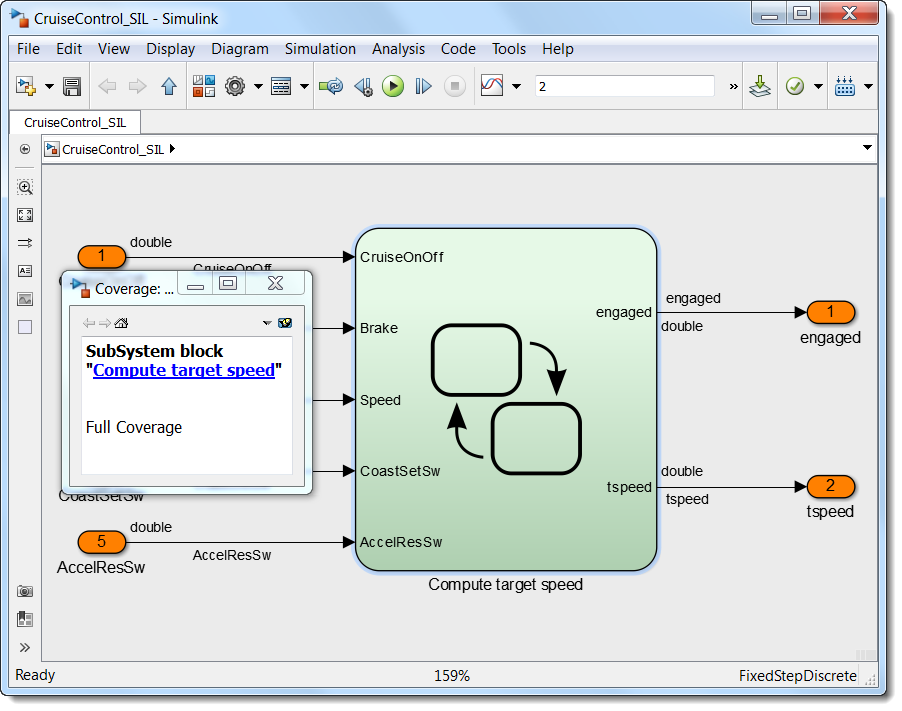 CruiseControl_SIL - Simulink
File Edit View Display Diagram Simulation Analysis Code Tools Help
2 »
CruiseControl_SIL
CruiseControl_SIL
double
1
CruiseOnOff
CruiseOnOff
Coverage: ...
SubSystem block
"Compute target speed"
Full Coverage
Brake
Speed
CoastSetSw
CoastSetSw
double
5
AccelResSw
AccelResSw
AccelResSw
engaged
engaged
double
1
engaged
tspeed
double
tspeed
2
tspeed
Compute target speed
Ready 159% FixedStepDiscrete